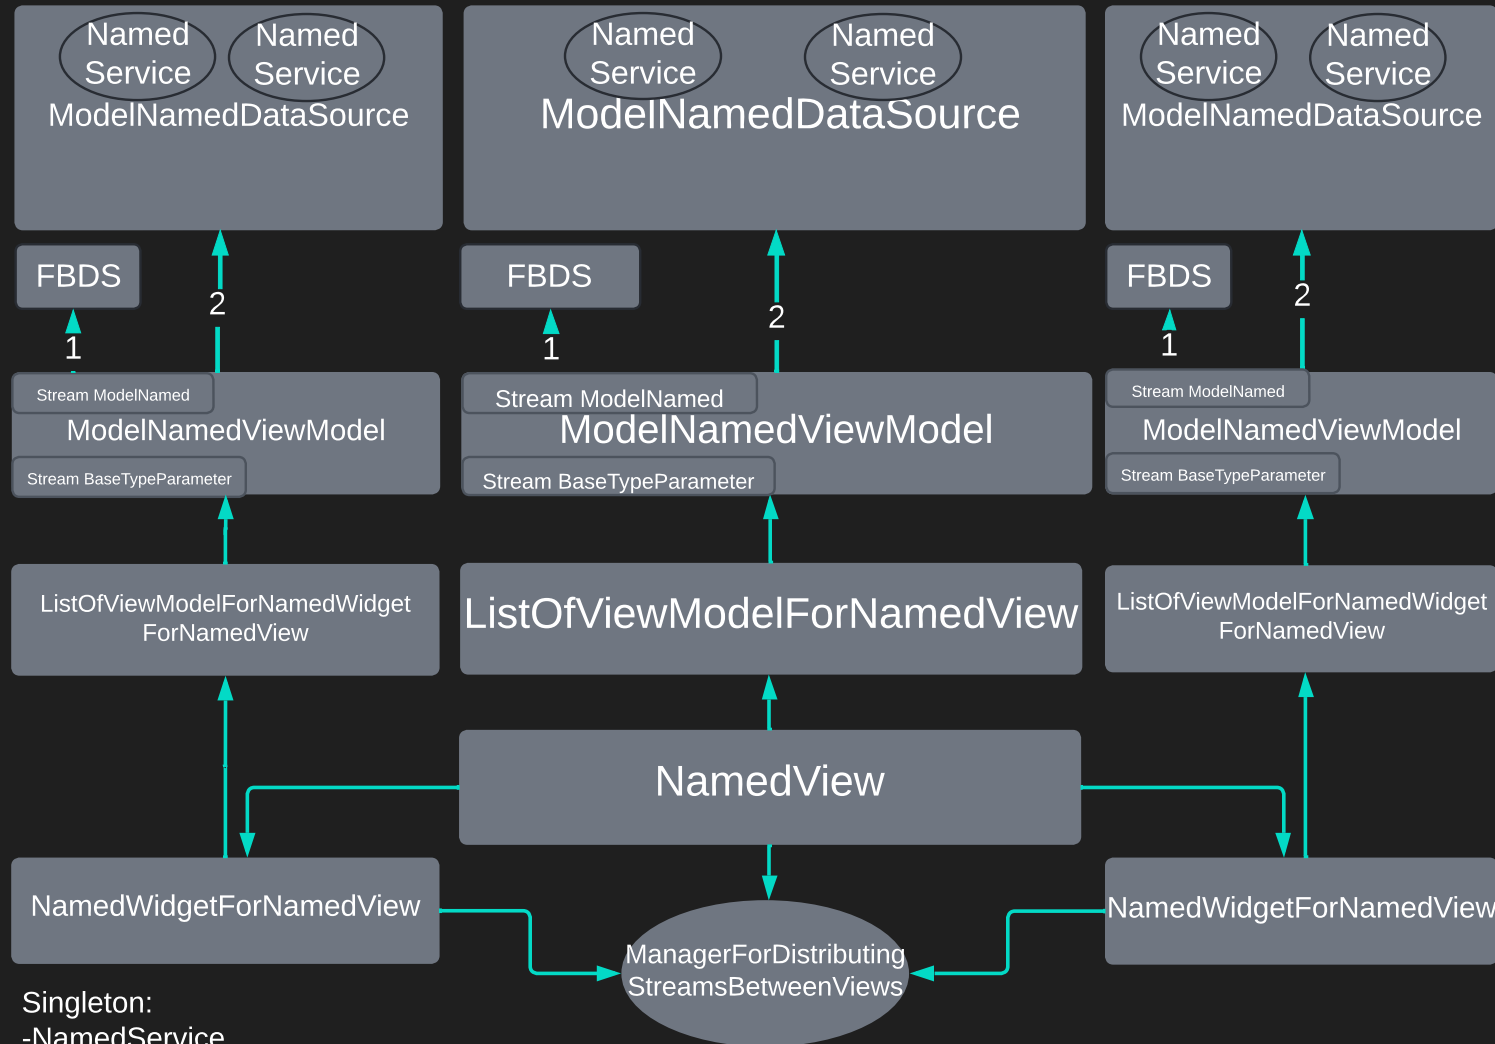 Named
Service
Named
Service
ModelNamedDataSource
Named
Service
Named
Service
ModelNamedDataSource
Named
Service
Named
Service
ModelNamedDataSource
FBDS
2
1
FBDS
2
1
FBDS
2
1
Stream ModelNamed
ModelNamedViewModel
Stream BaseTypeParameter
Stream ModelNamed
ModelNamedViewModel
Stream BaseTypeParameter
Stream ModelNamed
ModelNamedViewModel
Stream BaseTypeParameter
ListOfViewModelForNamedWidget
ForNamedView
ListOfViewModelForNamedView
ListOfViewModelForNamedWidget
ForNamedView
NamedView
NamedWidgetForNamedView
NamedWidgetForNamedView
ManagerForDistributing
StreamsBetweenViews
Singleton:
-NamedService